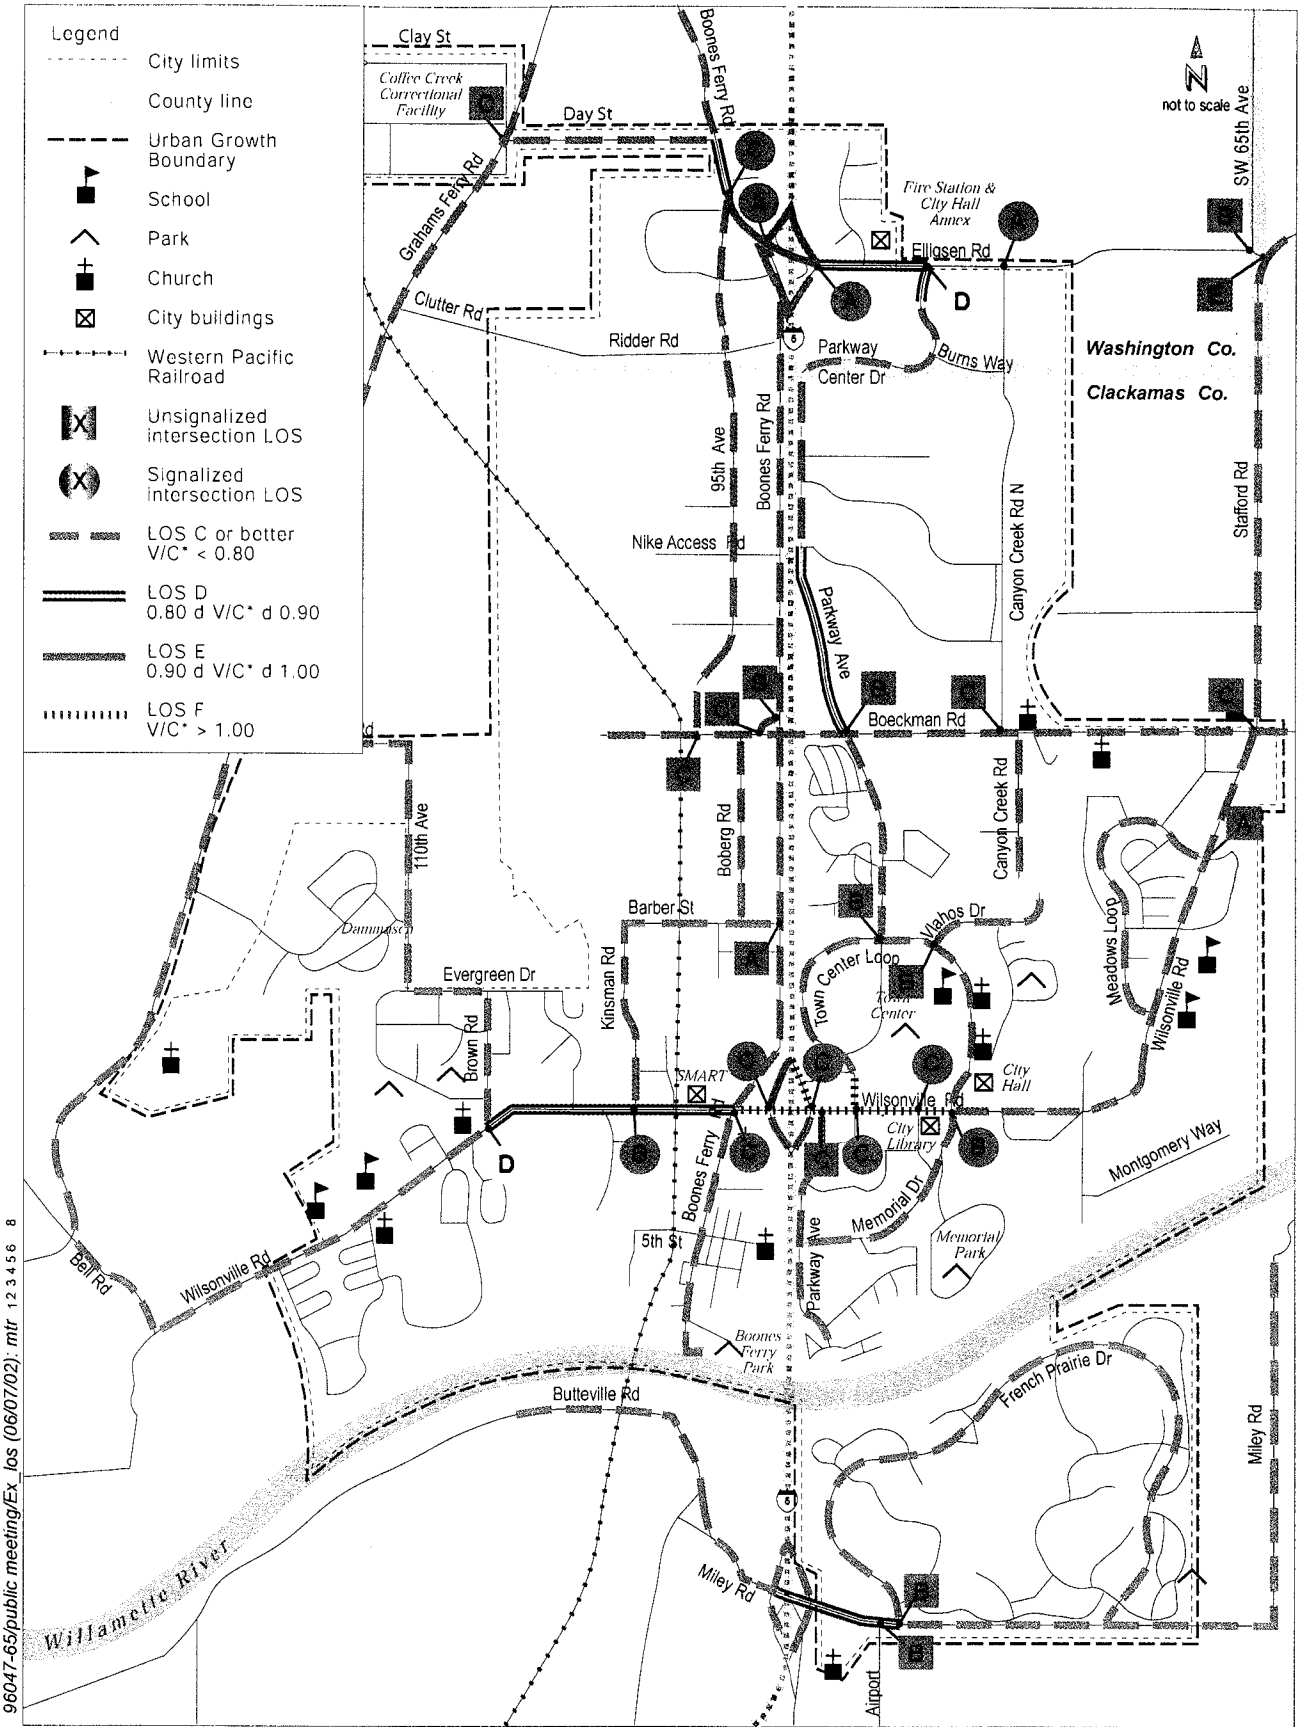 Legend
City limits
County line
Urban Growth
Boundary
School
Park
Church
City buildings
Western Pacific
Railroad
X
Unsignalized
intersection LOS
X
Signalized
intersection LOS
LOS C or better
V/C* < 0.80
LOS D
0.80 d V/C* d 0.90
LOS E
0.90 d V/C* d 1.00
LOS F
V/C* > 1.00
Clay St
Coffee Creek
Correctional
Facility
Day St
Boones Ferry Rd
Boones Ferry Rd
N
not to scale
SW 65th Ave
Grahams Ferry Rd
Fire Station &
City Hall
Annex
A
A
A
B
Elligsen Rd
D
Clutter Rd
Ridder Rd
5
Parkway
Center Dr
Burns Way
Washington Co.
Clackamas Co.
95th Ave
Boones Ferry Rd
Nike Access Rd
Parkway Ave
Canyon Creek Rd N
Stafford Rd
B
B
C
C
C
Boeckman Rd
Rd
110th Ave
Boberg Rd
Canyon Creek Rd
A
Dammasch
Barber St
B
Vlahos Dr
A
Town Center Loop
B
Town
Center
Meadows Loop
Wilsonville Rd
Evergreen Dr
Kinsman Rd
Brown Rd
SMART
C
C
C
City
Hall
Wilsonville Rd
City
Library
D
B
C
C
C
B
Boones Ferry Rd
Montgomery Way
Memorial Dr
Memorial
Park
5th St
Parkway Ave
Bell Rd
Wilsonville Rd
Boones
Ferry
Park
Butteville Rd
French Prairie Dr
Miley Rd
5
Willamette River
Miley Rd
B
Airport
96047-65/public meeting/Ex_los (06/07/02). mtr 1 2 3 4 5 6 8